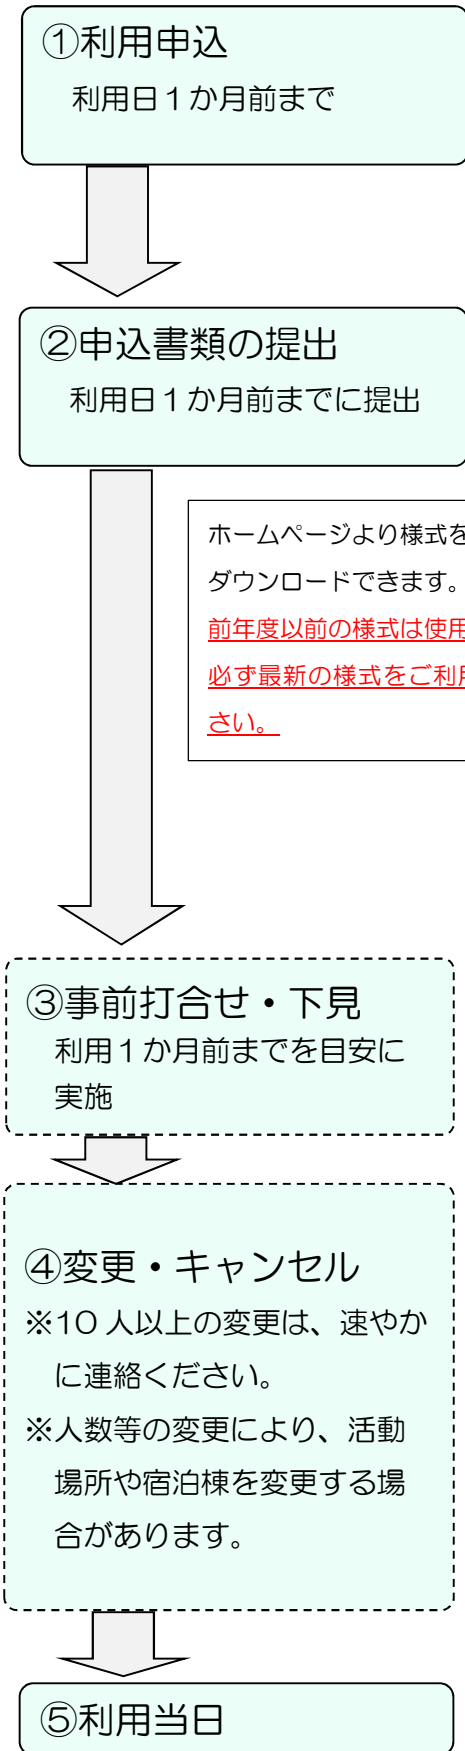 ①利用申込
利用日１か月前まで
②申込書類の提出
利用日１か月前までに提出
ホームページより様式を
ダウンロードできます。
前年度以前の様式は使用
必ず最新の様式をご利
さい。
③事前打合せ・下見
利用１か月前までを目安に
実施
④変更・キャンセル
※10 人以上の変更は、速やか
に連絡ください。
※人数等の変更により、活動
場所や宿泊棟を変更する場
合があります。
⑤利用当日